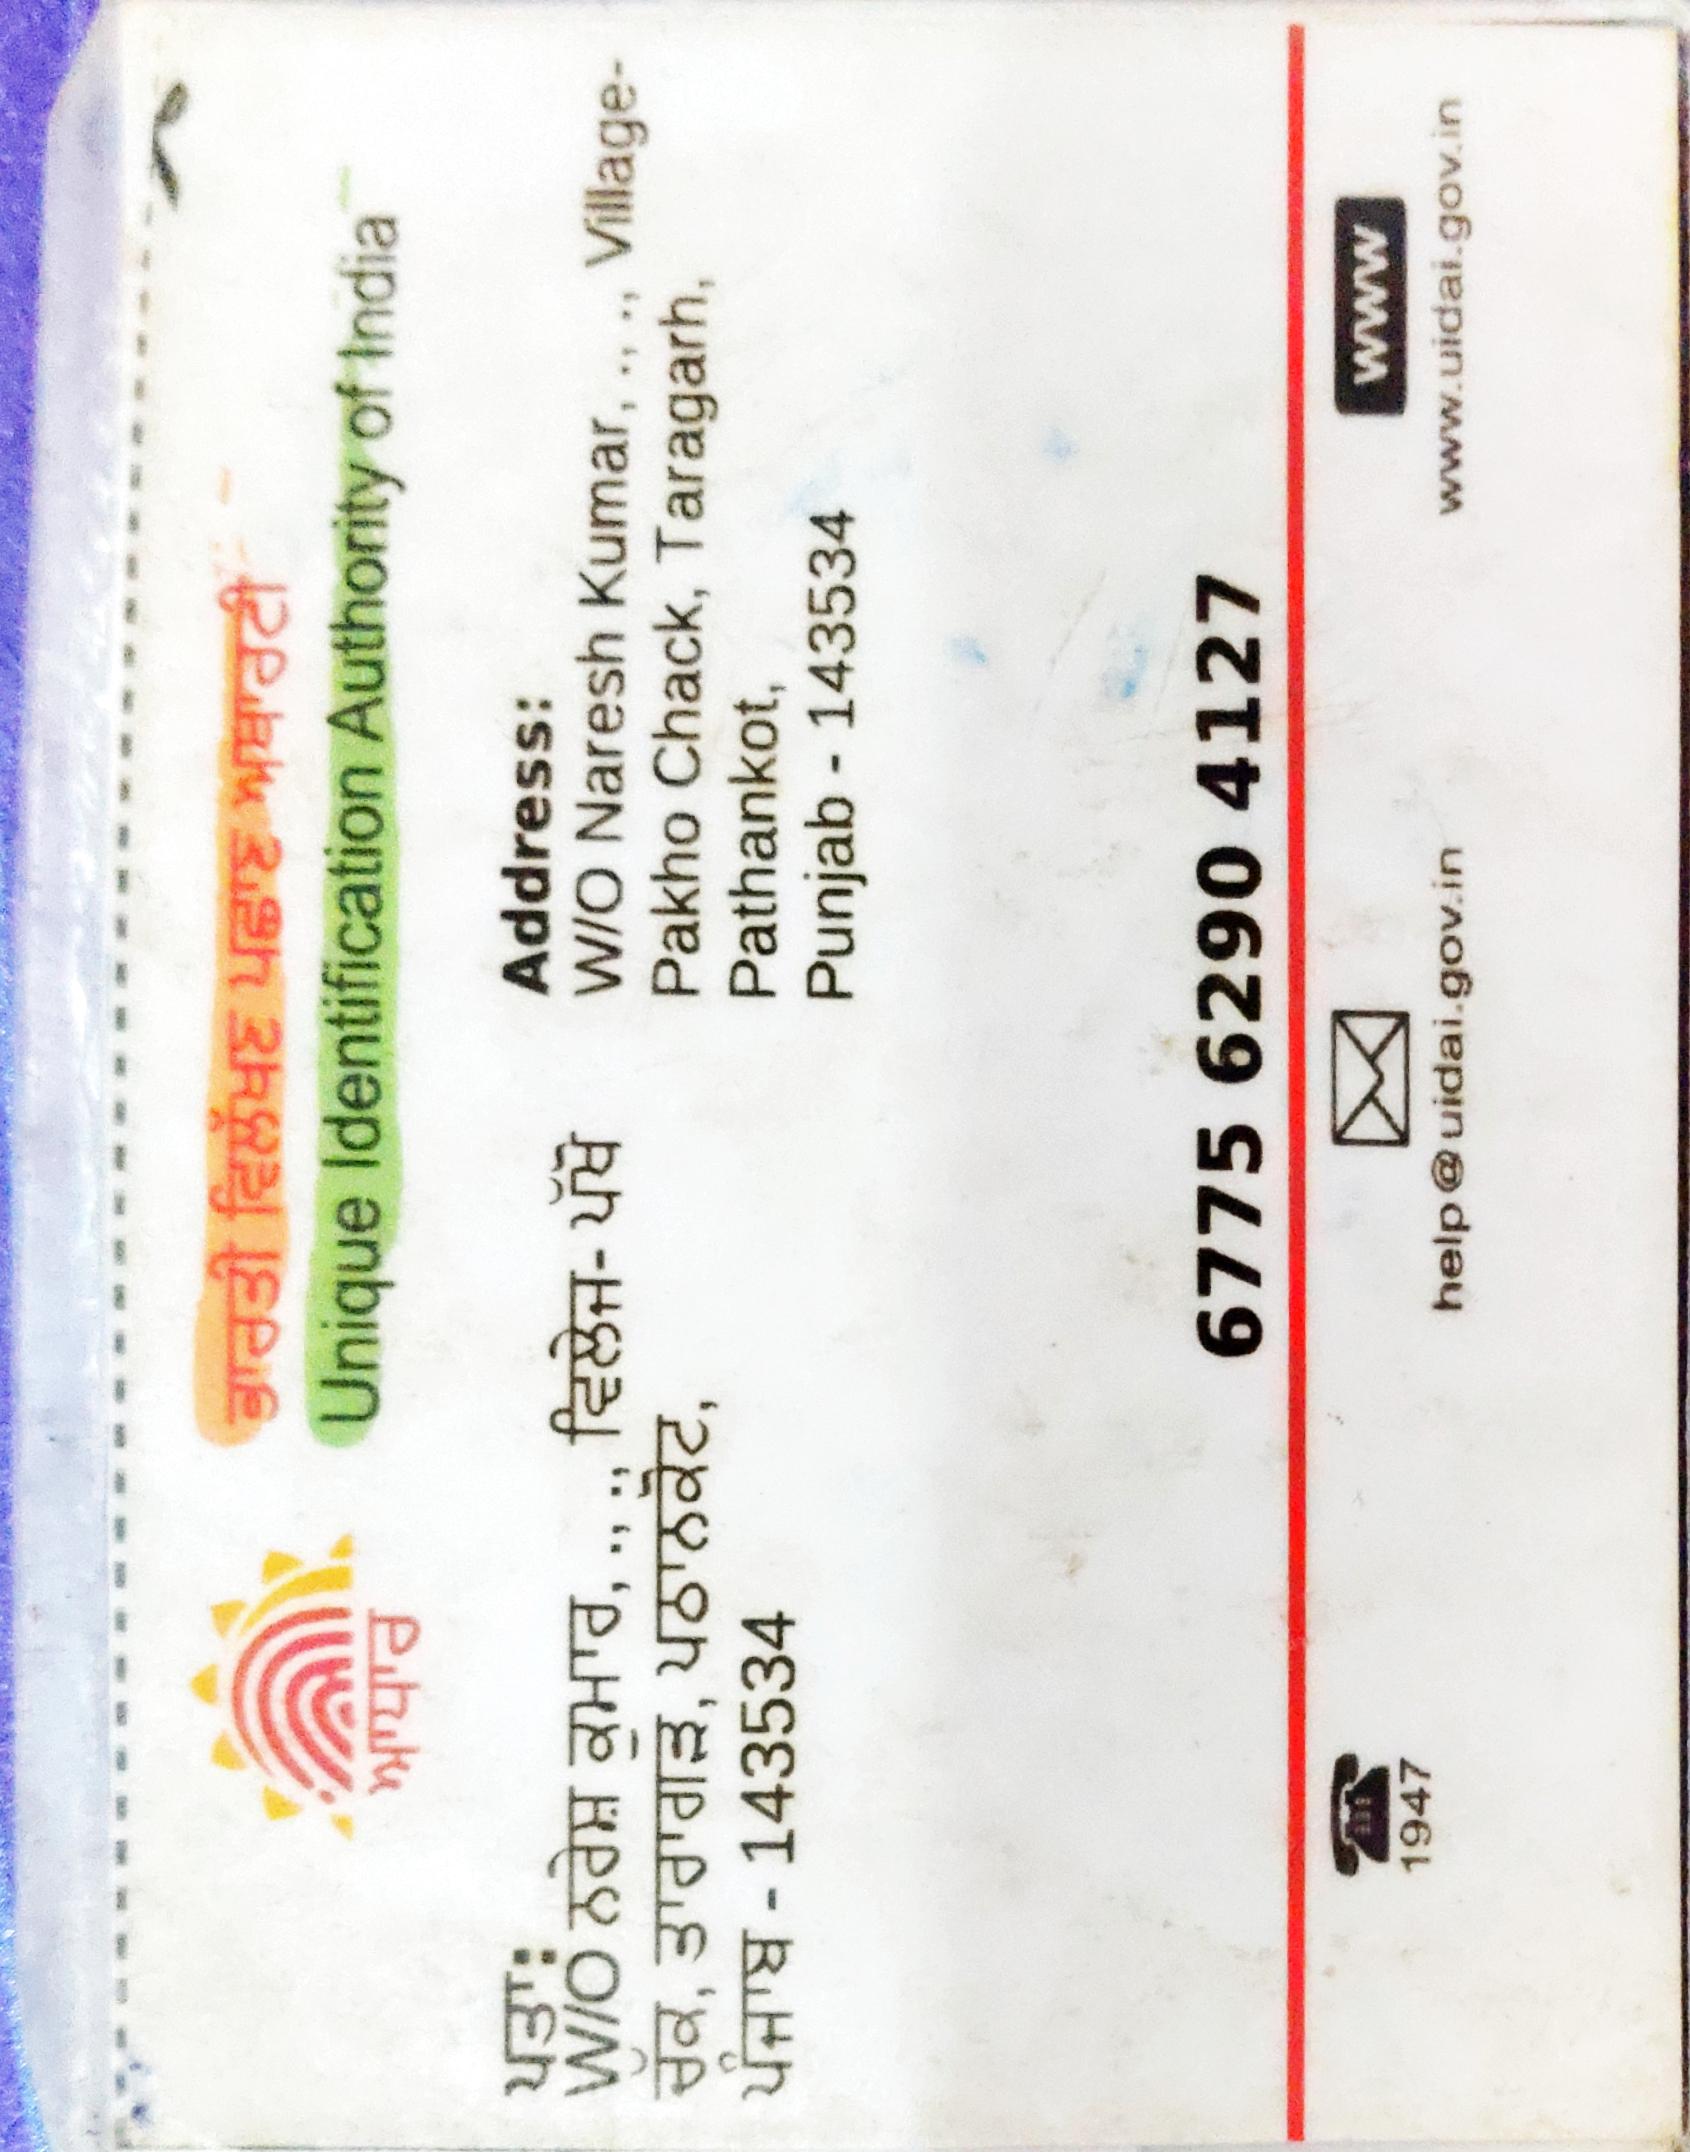 ਭਾਰਤੀ ਵਿਲੱਖਣ ਪਛਾਣ ਅਥਾਰਟੀ
Unique Identification Authority of India
ਆਧਾਰ
ਪਤਾ:
W/O ਨਰੇਸ਼ ਕੁਮਾਰ, ., ., ਵਿਲੇਜ- ਪੱਖੋ
ਚੱਕ, ਤਾਰਾਗੜ, ਪਠਾਨਕੋਟ,
ਪੰਜਾਬ - 143534
Address:
W/O Naresh Kumar, ., ., Village-
Pakho Chack, Taragarh,
Pathankot,
Punjab - 143534
6775 6290 4127
1947
help@uidai.gov.in
www
www.uidai.gov.in